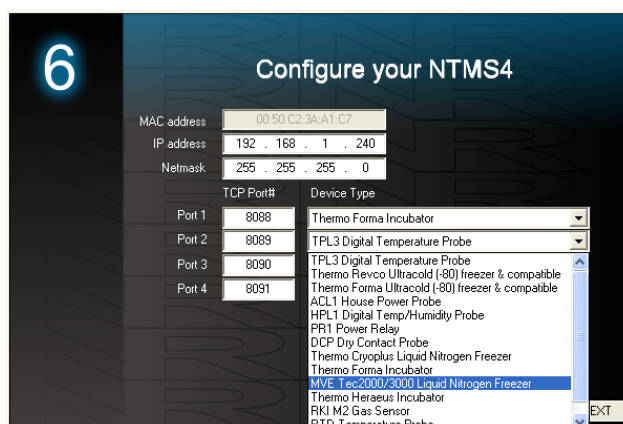 6
Configure your NTMS4
MAC address 00:50:C2:3A:A1:C7
IP address 192 . 168 . 1 . 240
Netmask 255 . 255 . 255 . 0
TCP Port# Device Type
Port 1 8088 Thermo Forma Incubator
Port 2 8089 TPL3 Digital Temperature Probe
Port 3 8090
Port 4 8091
TPL3 Digital Temperature Probe
Thermo Revco Ultracold (-80) freezer & compatible
Thermo Forma Ultracold (-80) freezer & compatible
ACL1 House Power Probe
HPL1 Digital Temp/Humidity Probe
PR1 Power Relay
DCP Dry Contact Probe
Thermo Cryoplus Liquid Nitrogen Freezer
Thermo Forma Incubator
MVE Tec2000/3000 Liquid Nitrogen Freezer
Thermo Heraeus Incubator
RKI M2 Gas Sensor
RTD Temperature Probe
EXT